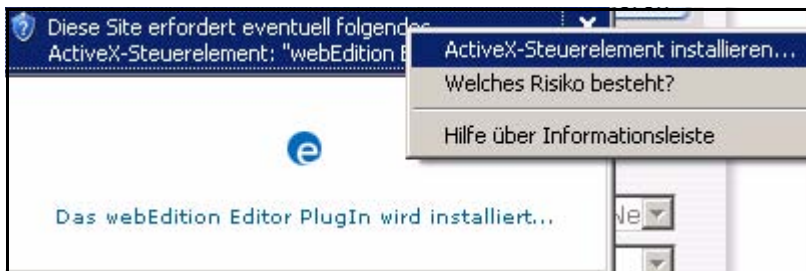 Diese Site erfordert eventuell folgendes
ActiveX-Steuerelement: "webEdition E
ActiveX-Steuerelement installieren...
Welches Risiko besteht?
Hilfe über Informationsleiste
Das webEdition Editor PlugIn wird installiert...
Ne